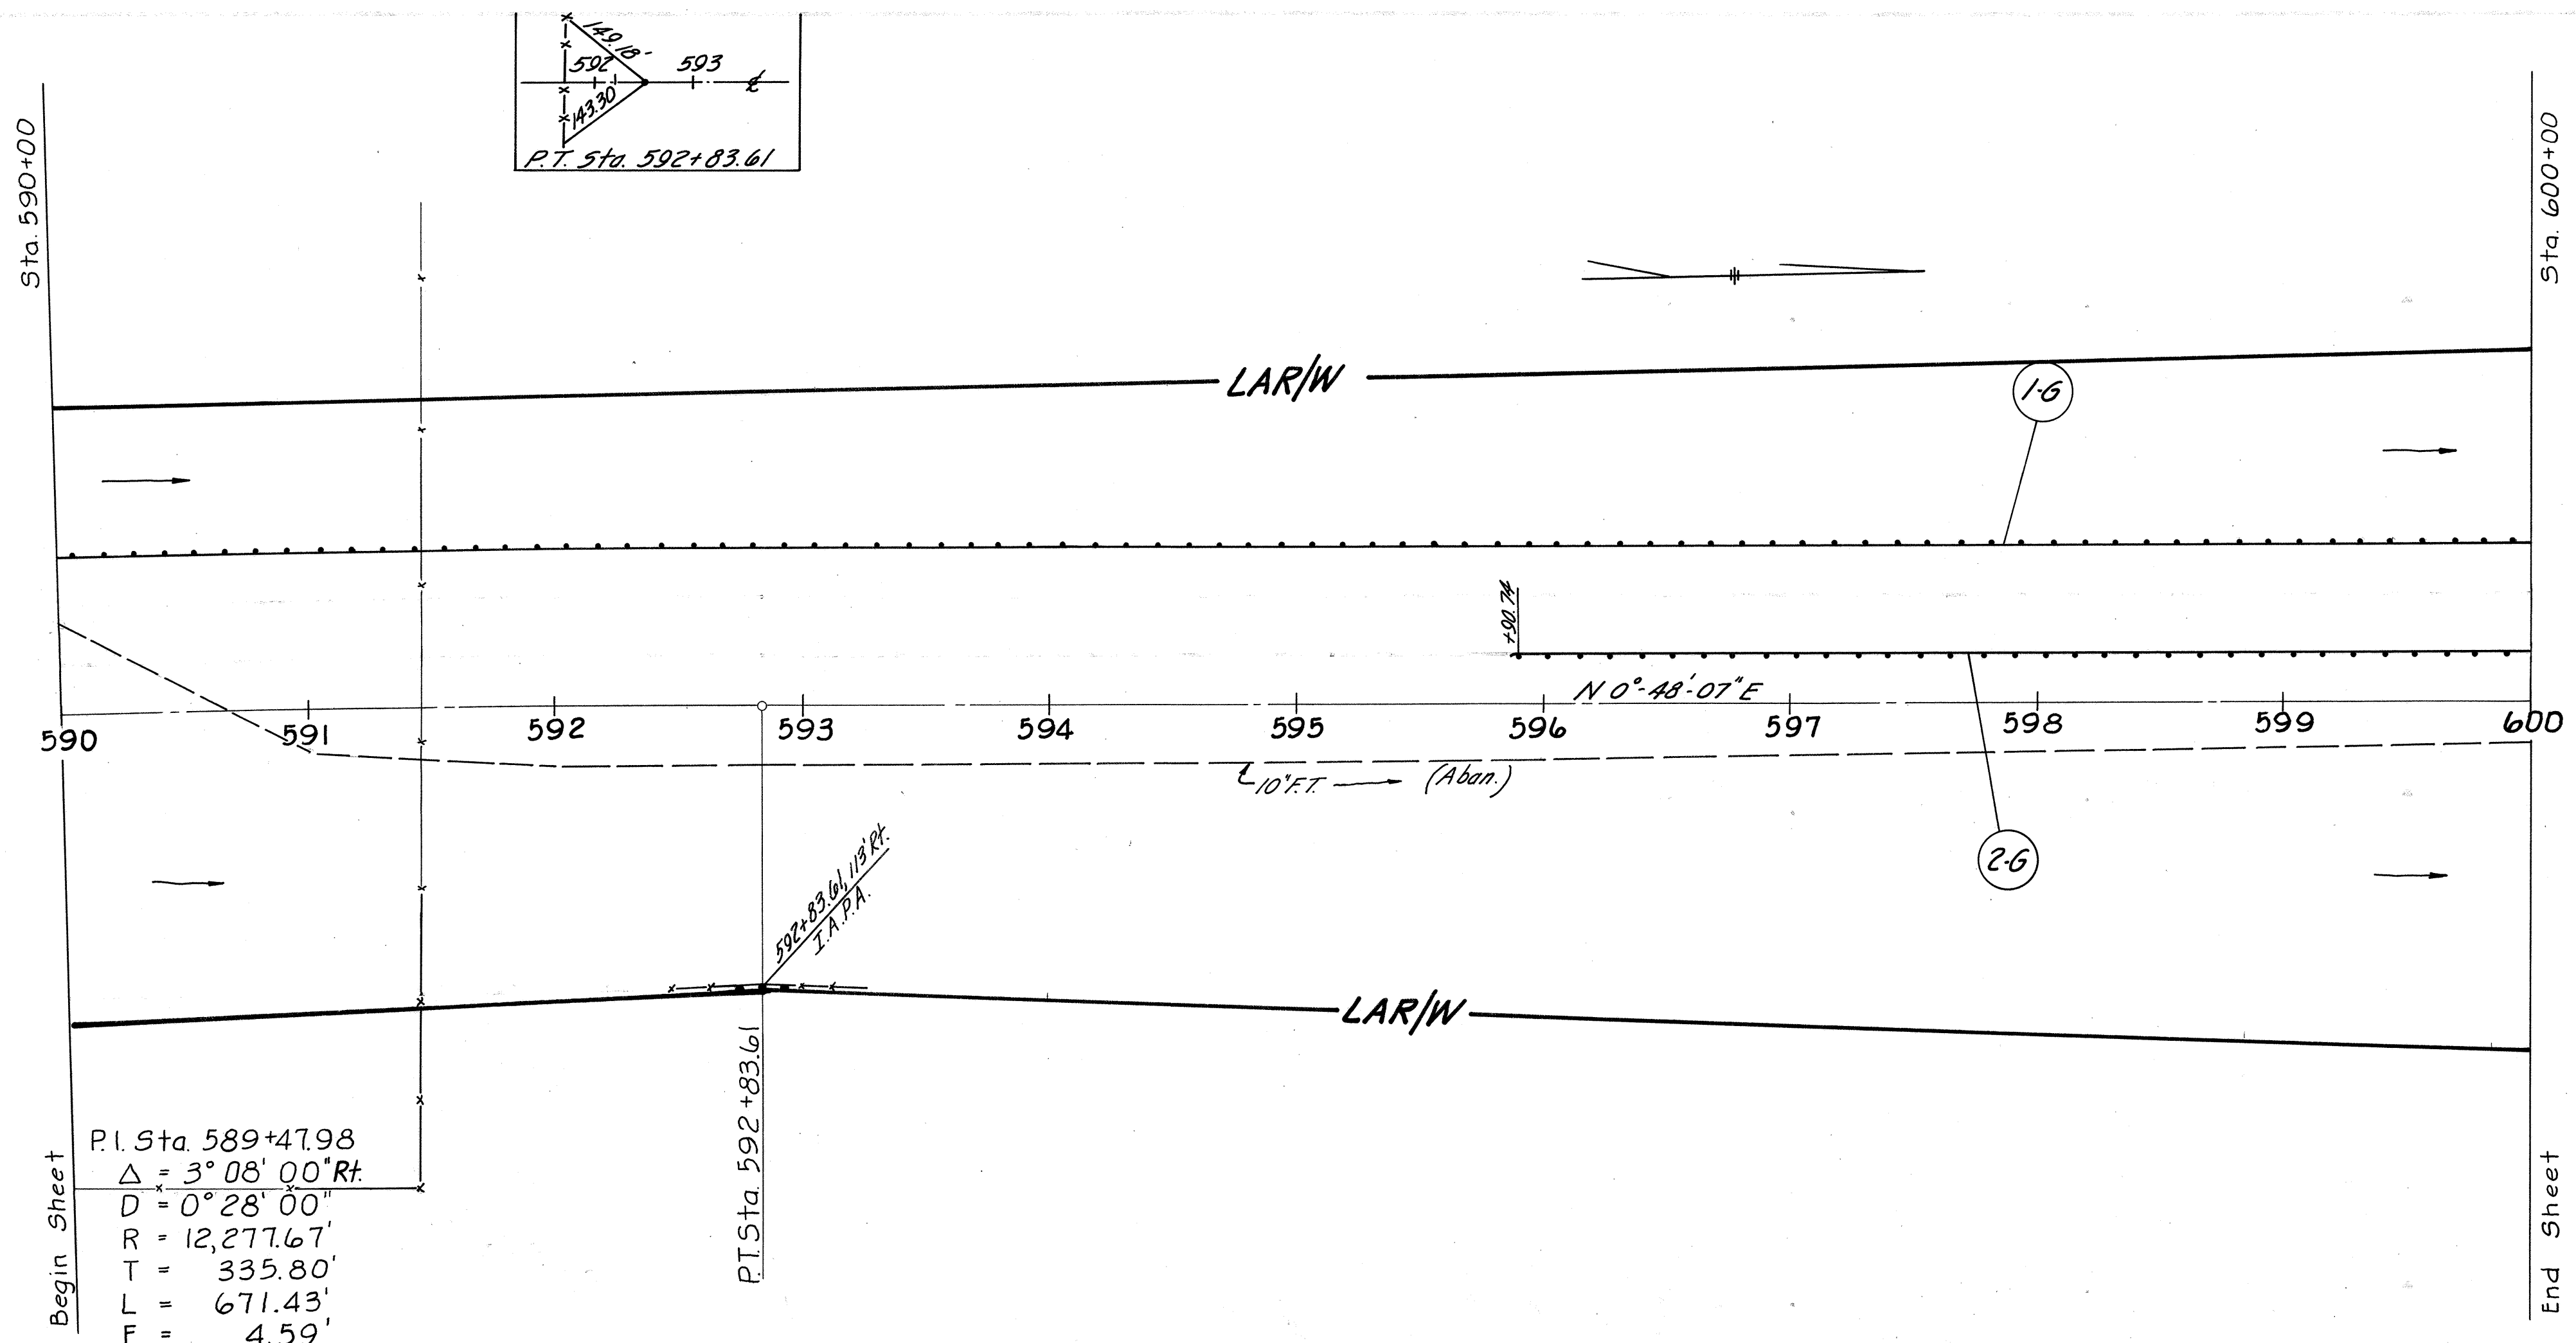 149.18
592
593
℄
143.30'
P.T. Sta. 592+83.61
Sta. 590+00
Sta. 600+00
LAR/W
1-G
+90.74
N 0°-48'-07"E
590
591
592
593
594
595
596
597
598
599
600
10" F.T. (Aban.)
592+83.61, 113' Rt.
I.A.P.A.
2-G
LAR/W
P.T. Sta. 592+83.61
P.I. Sta. 589+47.98
Δ = 3° 08' 00" Rt.
D = 0° 28' 00"
R = 12,277.67'
T = 335.80'
L = 671.43'
4.59'
Begin Sheet
End Sheet